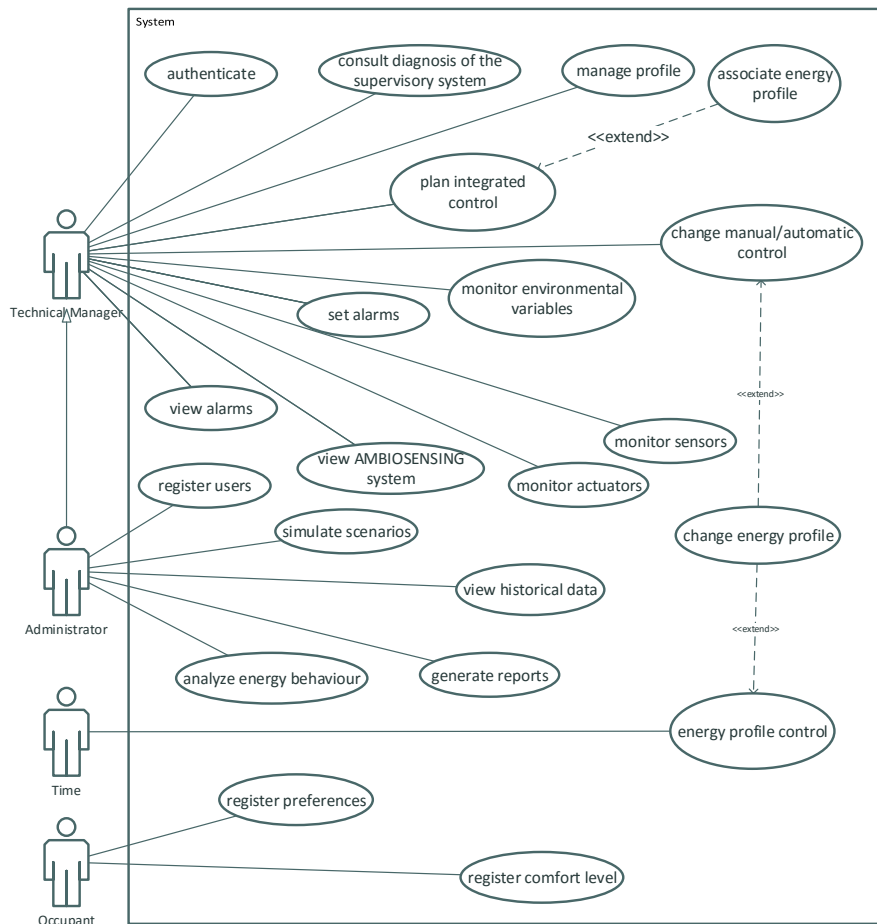 System
authenticate
consult diagnosis of the
supervisory system
manage profile
associate energy
profile
<<extend>>
plan integrated
control
change manual/automatic
control
monitor environmental
variables
set alarms
Technical Manager
<<extend>>
view alarms
monitor sensors
view AMBIOSENSING
system
monitor actuators
register users
simulate scenarios
change energy profile
view historical data
Administrator
<<extend>>
analyze energy behaviour
generate reports
energy profile control
Time
register preferences
register comfort level
Occupant